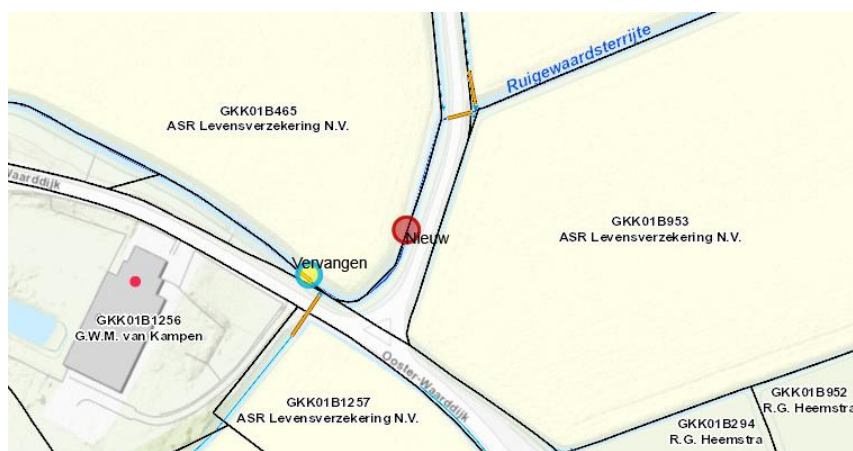 Ruigewaardsterrijte
GKK01B465
ASR Levensverzekering N.V.
Waarddijk
GKK01B953
ASR Levensverzekering N.V.
Nieuw
Vervangen
GKK01B1256
G.W.M. van Kampen
Ooster-Waarddijk
GKK01B1257
ASR Levensverzekering N.V.
GKK01B952
R.G. Heemstra
GKK01B294
R.G. Heemstra